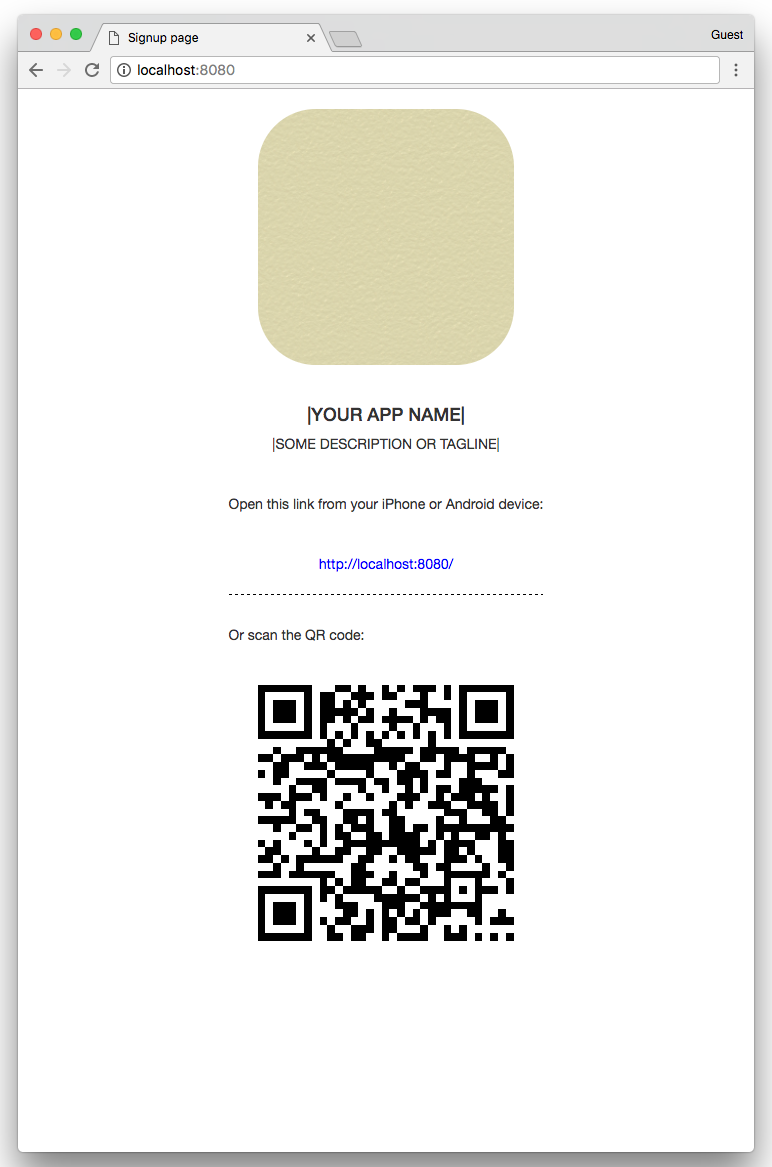 Signup page
Guest
localhost:8080
|YOUR APP NAME|
|SOME DESCRIPTION OR TAGLINE|
Open this link from your iPhone or Android device:
http://localhost:8080/
Or scan the QR code: